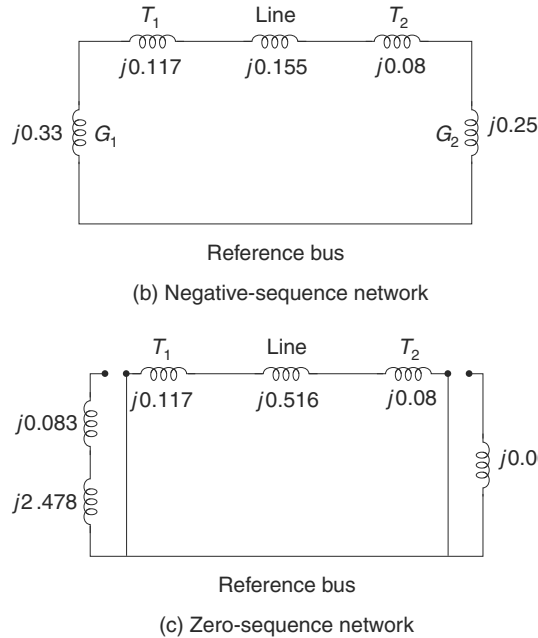 T1 Line T2
j0.117 j0.155 j0.08
j0.33 G1 G2 j0.25
Reference bus
(b) Negative-sequence network
T1 Line T2
j0.117 j0.516 j0.08
j0.083
j0.0
j2.478
Reference bus
(c) Zero-sequence network